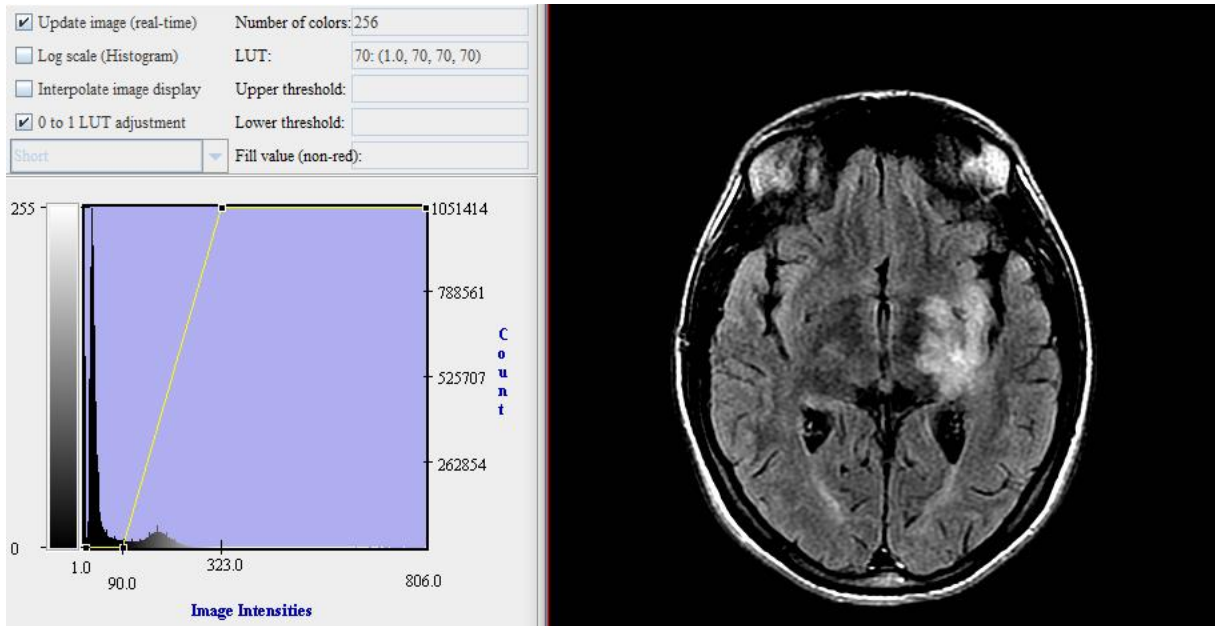 Update image (real-time) Number of colors: 256
Log scale (Histogram) LUT: 70: (1.0, 70, 70, 70)
Interpolate image display Upper threshold:
0 to 1 LUT adjustment Lower threshold:
Short Fill value (non-red):
255 1051414
788561
Count
525707
262854
0
1.0 323.0
90.0 806.0
Image Intensities